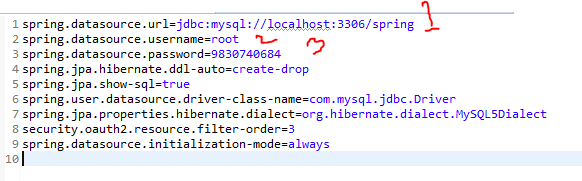 1 spring.datasource.url=jdbc:mysql://localhost:3306/spring 1
2 spring.datasource.username=root 2
3 spring.datasource.password=9830740684 3
4 spring.jpa.hibernate.ddl-auto=create-drop
5 spring.jpa.show-sql=true
6 spring.user.datasource.driver-class-name=com.mysql.jdbc.Driver
7 spring.jpa.properties.hibernate.dialect=org.hibernate.dialect.MySQL5Dialect
8 security.oauth2.resource.filter-order=3
9 spring.datasource.initialization-mode=always
10